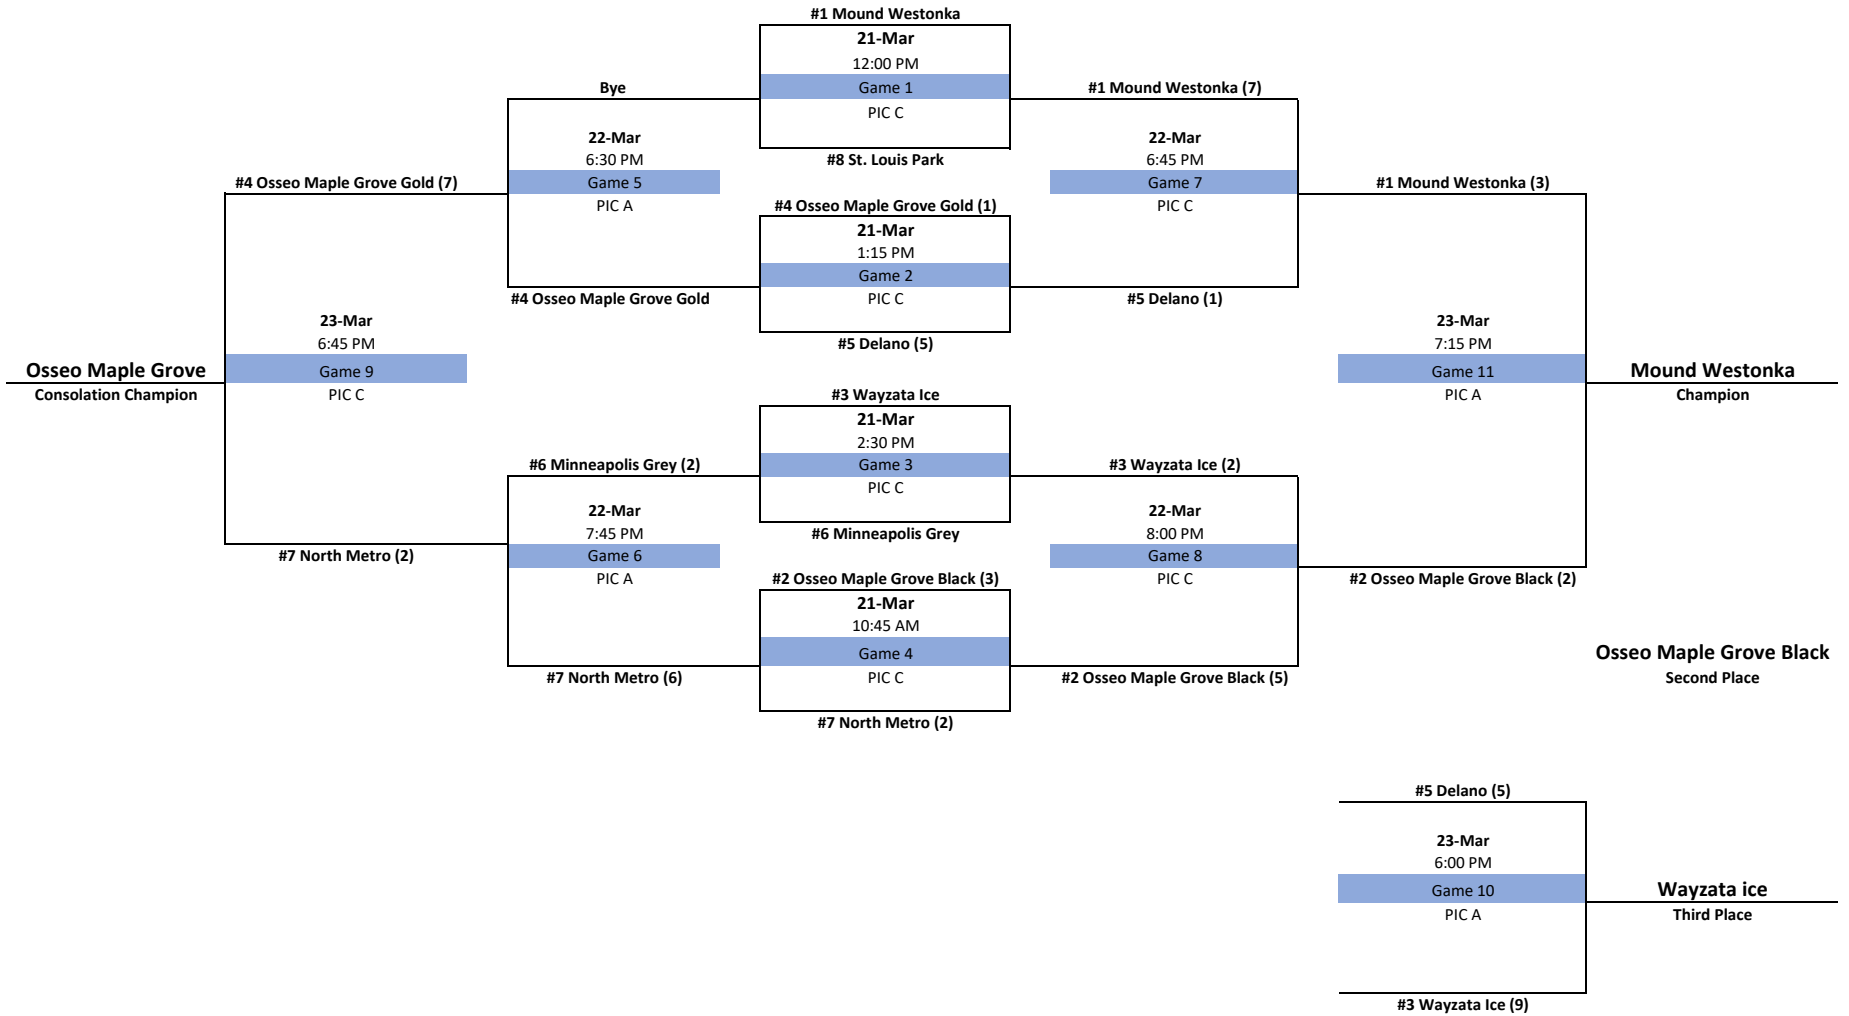 #1 Mound Westonka
21-Mar
12:00 PM
Game 1
PIC C
#8 St. Louis Park
Bye
22-Mar
6:30 PM
Game 5
PIC A
#4 Osseo Maple Grove Gold
#1 Mound Westonka (7)
22-Mar
6:45 PM
Game 7
PIC C
#5 Delano (1)
#4 Osseo Maple Grove Gold (7)
#4 Osseo Maple Grove Gold (1)
21-Mar
1:15 PM
Game 2
PIC C
#5 Delano (5)
#1 Mound Westonka (3)
23-Mar
6:45 PM
Game 9
PIC C
Osseo Maple Grove
Consolation Champion
23-Mar
7:15 PM
Game 11
PIC A
Mound Westonka
Champion
#3 Wayzata Ice
21-Mar
2:30 PM
Game 3
PIC C
#6 Minneapolis Grey
#6 Minneapolis Grey (2)
22-Mar
7:45 PM
Game 6
PIC A
#7 North Metro (6)
#3 Wayzata Ice (2)
22-Mar
8:00 PM
Game 8
PIC C
#2 Osseo Maple Grove Black (5)
#7 North Metro (2)
#2 Osseo Maple Grove Black (3)
21-Mar
10:45 AM
Game 4
PIC C
#7 North Metro (2)
#2 Osseo Maple Grove Black (2)
Osseo Maple Grove Black
Second Place
#5 Delano (5)
23-Mar
6:00 PM
Game 10
PIC A
Wayzata ice
Third Place
#3 Wayzata Ice (9)